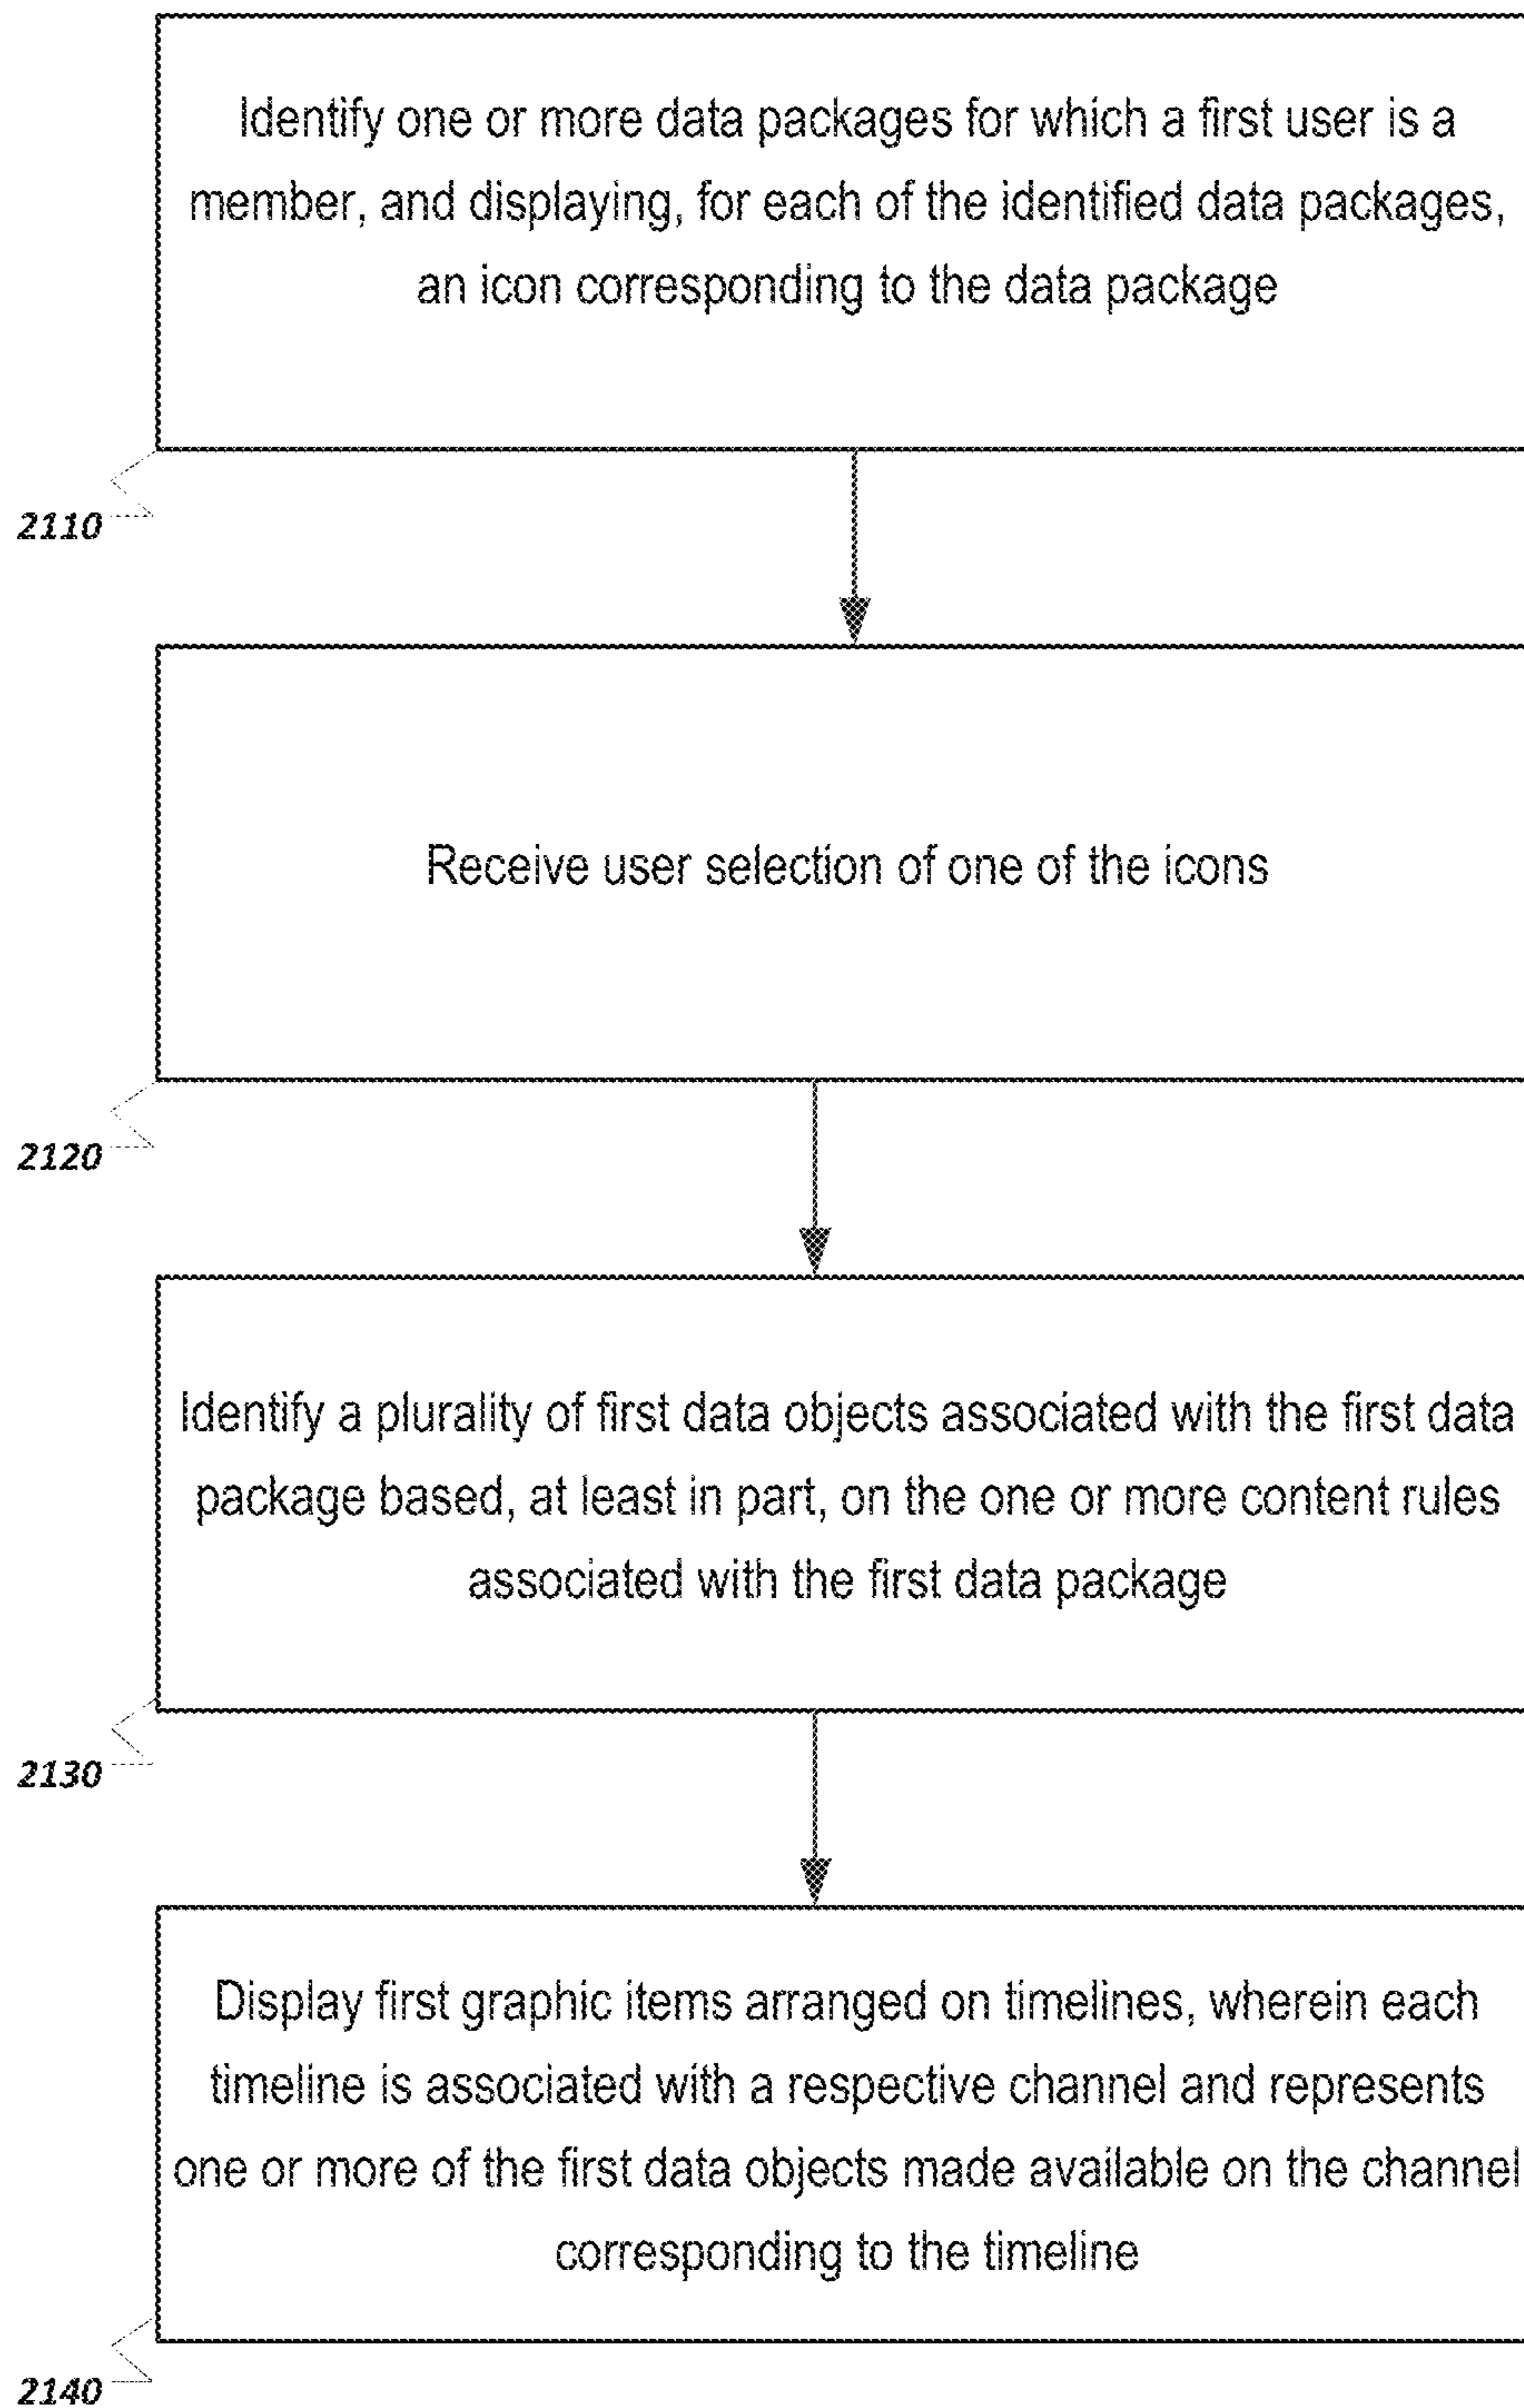 Identify one or more data packages for which a first user is a
member, and displaying, for each of the identified data packages,
an icon corresponding to the data package
2110
Receive user selection of one of the icons
2120
Identify a plurality of first data objects associated with the first data
package based, at least in part, on the one or more content rules
associated with the first data package
2130
Display first graphic items arranged on timelines, wherein each
timeline is associated with a respective channel and represents
one or more of the first data objects made available on the channel
corresponding to the timeline
2140